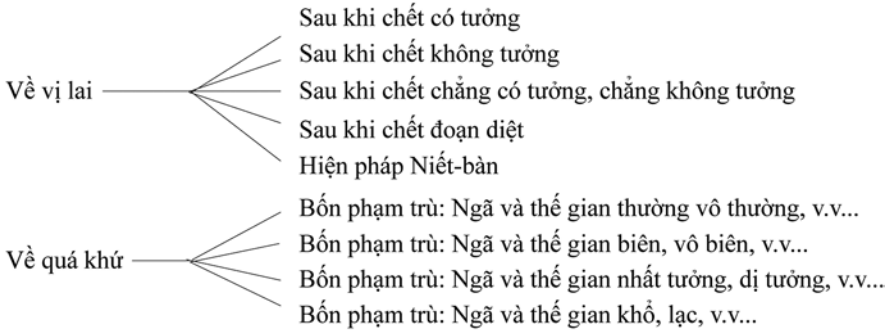 Sau khi chết có tưởng
Sau khi chết không tưởng
Về vị lai
Sau khi chết chẳng có tưởng, chẳng không tưởng
Sau khi chết đoạn diệt
Hiện pháp Niết-bàn
Bốn phạm trù: Ngã và thế gian thường vô thường, v.v...
Bốn phạm trù: Ngã và thế gian biên, vô biên, v.v...
Về quá khứ
Bốn phạm trù: Ngã và thế gian nhất tưởng, dị tưởng, v.v...
Bốn phạm trù: Ngã và thế gian khổ, lạc, v.v...